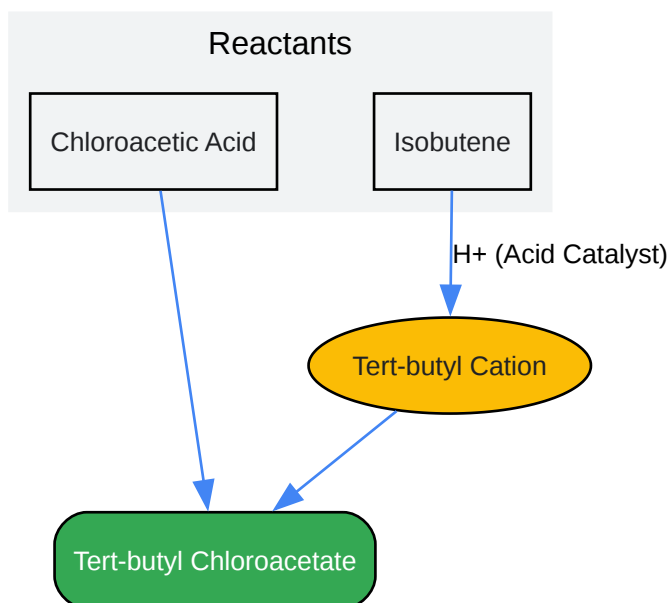 Reactants
Chloroacetic Acid
Isobutene
H+ (Acid Catalyst)
Tert-butyl Cation
Tert-butyl Chloroacetate